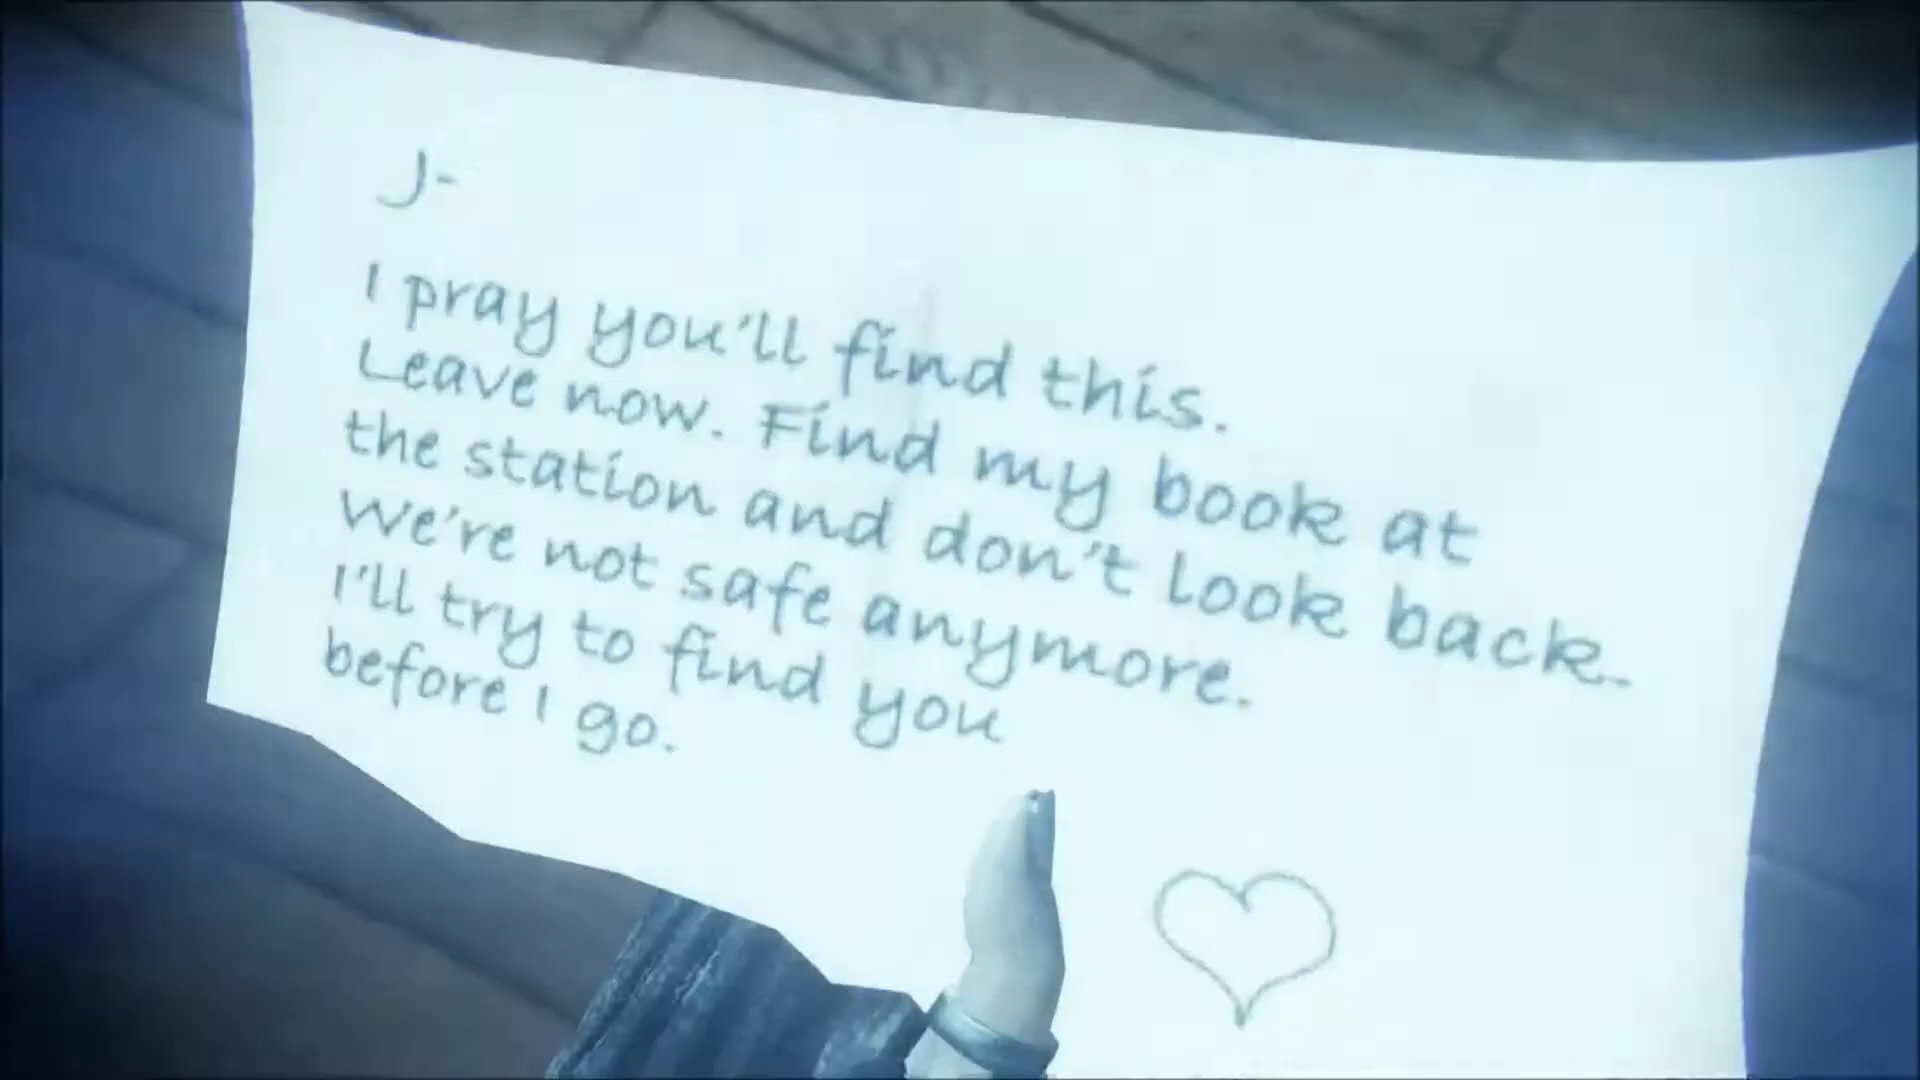 J-
I pray you'll find this.
Leave now. Find my book at
the station and don't look back.
We're not safe anymore.
I'll try to find you
before I go.